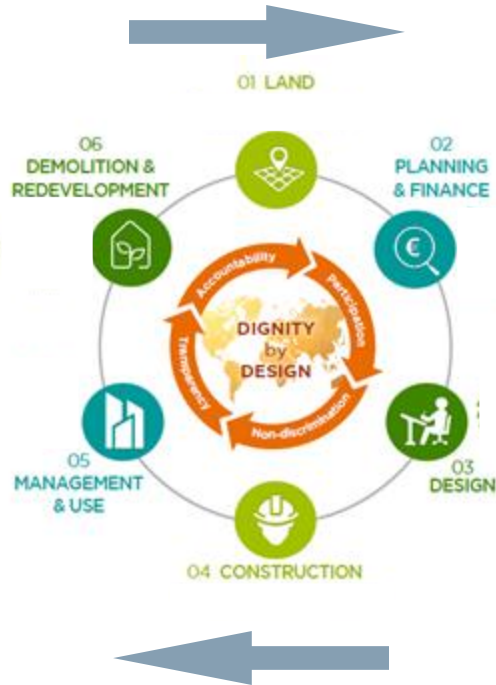 01 LAND
02
PLANNING
& FINANCE
€
03
DESIGN
04 CONSTRUCTION
05
MANAGEMENT
& USE
06
DEMOLITION &
REDEVELOPMENT
Accountability
Participation
Non-discrimination
Transparency
DIGNITY
by
DESIGN